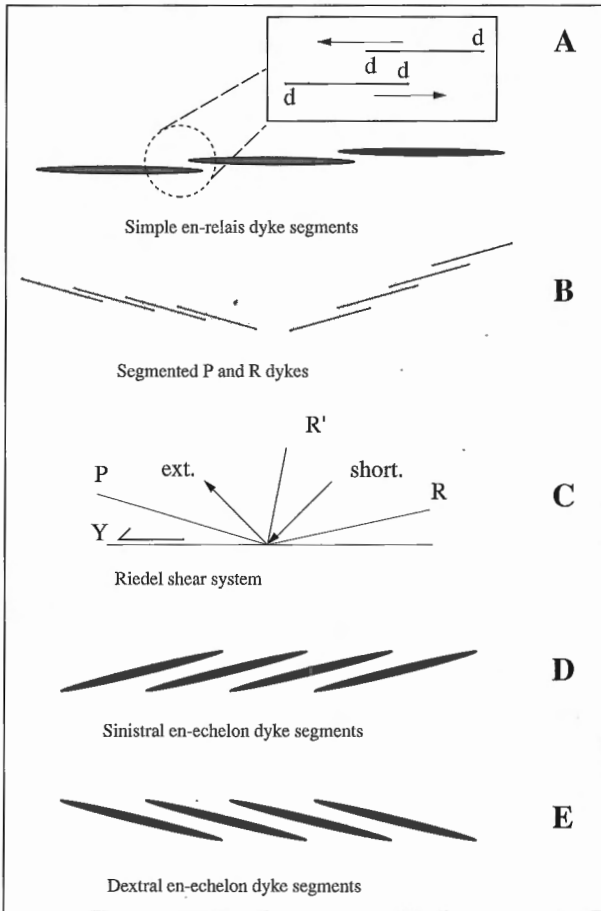 A
d
d d
d
Simple en-relais dyke segments
B
Segmented P and R dykes
C
R'
P ext. short. R
Y
Riedel shear system
D
Sinistral en-echelon dyke segments
E
Dextral en-echelon dyke segments